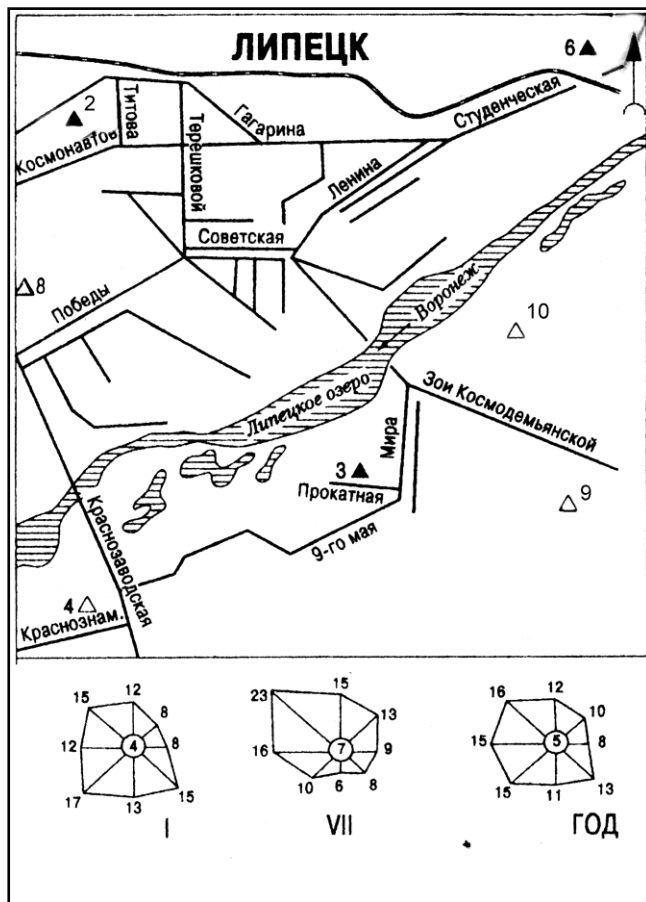 ЛИПЕЦК
6
2
Титова
Гагарина
Студенческая
Космонавтов
Терешковой
Ленина
Советская
8
Победы
Воронеж
10
Липецкое озеро
Зои Космодемьянской
Мира
3
Прокатная
9
9-го мая
Краснозаводская
4
Краснознам.
15 12 8 8 15 13 17 12 4
I
23 15 13 9 8 6 10 16 7
VII
16 12 10 8 13 11 15 15 5
ГОД